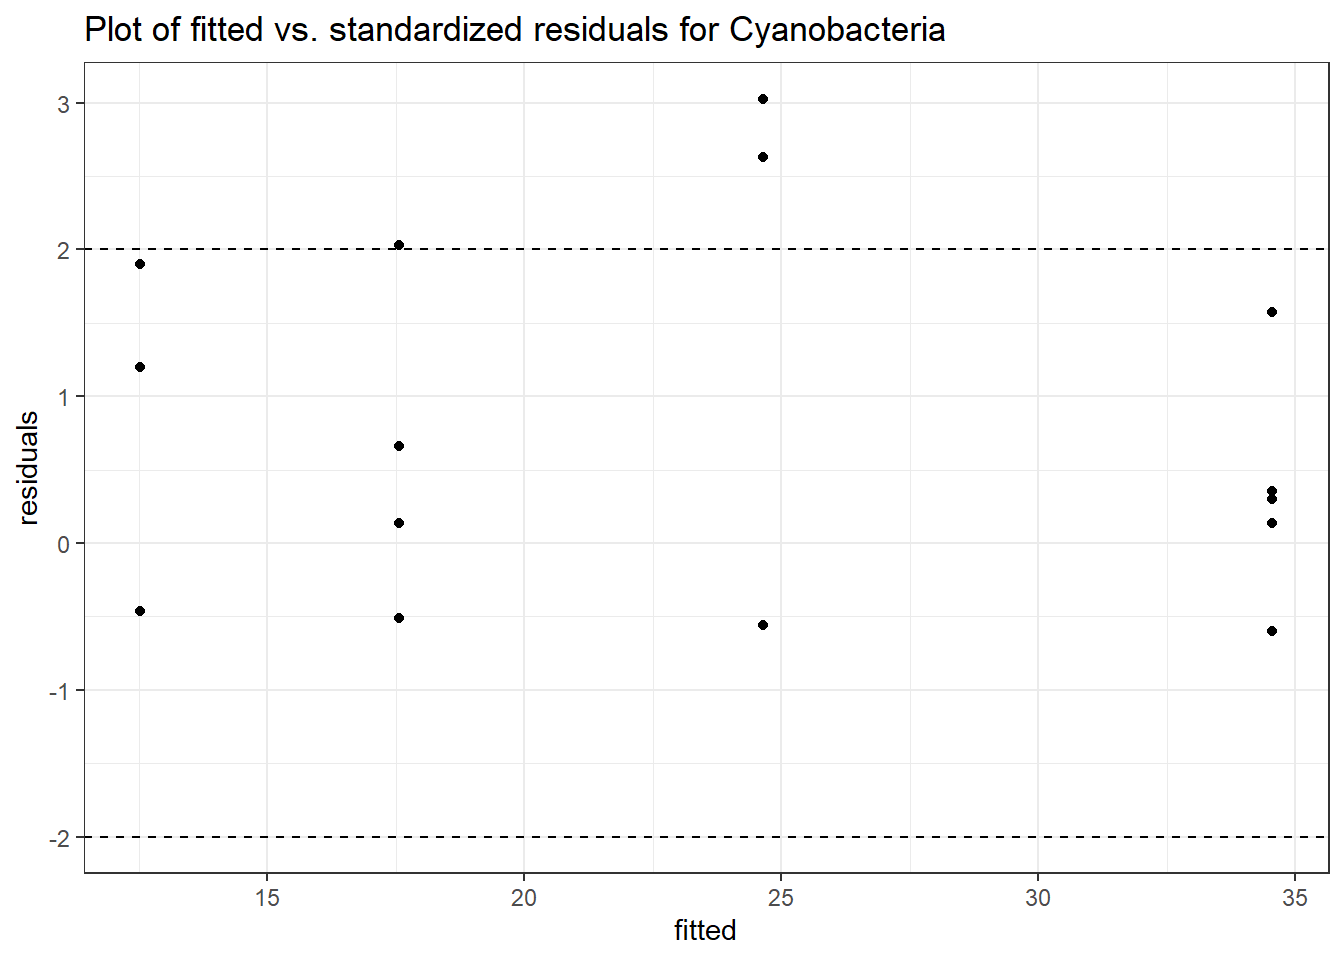 Plot of fitted vs. standardized residuals for Cyanobacteria
3
2
1
0
-1
-2
residuals
15 20 25 30 35
fitted